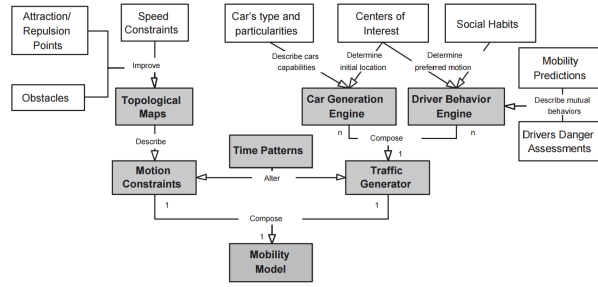 Attraction/
Repulsion
Points
Speed
Constraints
Car's type and
particularities
Centers of
Interest
Social Habits
Improve
Describe cars
capabilities
Determine
initial location
Determine
preferred motion
Mobility
Predictions
Obstacles
Topological
Maps
Car Generation
Engine
Driver Behavior
Engine
Describe mutual
behaviors
n
n
Compose
Drivers Danger
Assessments
Describe
Time Patterns
1
Motion
Constraints
Alter
Traffic
Generator
1
1
Compose
1
Mobility
Model